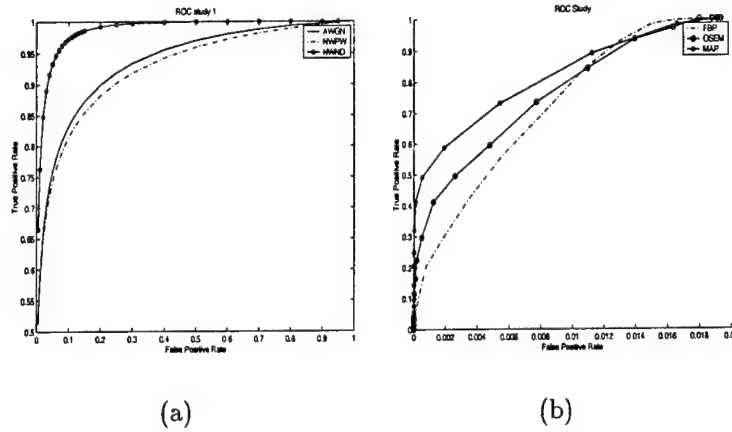 ROC study 1
AWGN
NWPW
NWND
True Positive Rate
1
0.95
0.9
0.85
0.8
0.75
0.7
0.65
0.6
0.55
0.5
0 0.1 0.2 0.3 0.4 0.5 0.6 0.7 0.8 0.9 1
False Positive Rate
(a)
ROC Study
FBP
OSEM
MAP
True Positive Rate
1
0.9
0.8
0.7
0.6
0.5
0.4
0.3
0.2
0.1
0
0 0.002 0.004 0.006 0.008 0.01 0.012 0.014 0.016 0.018
False Positive Rate
(b)